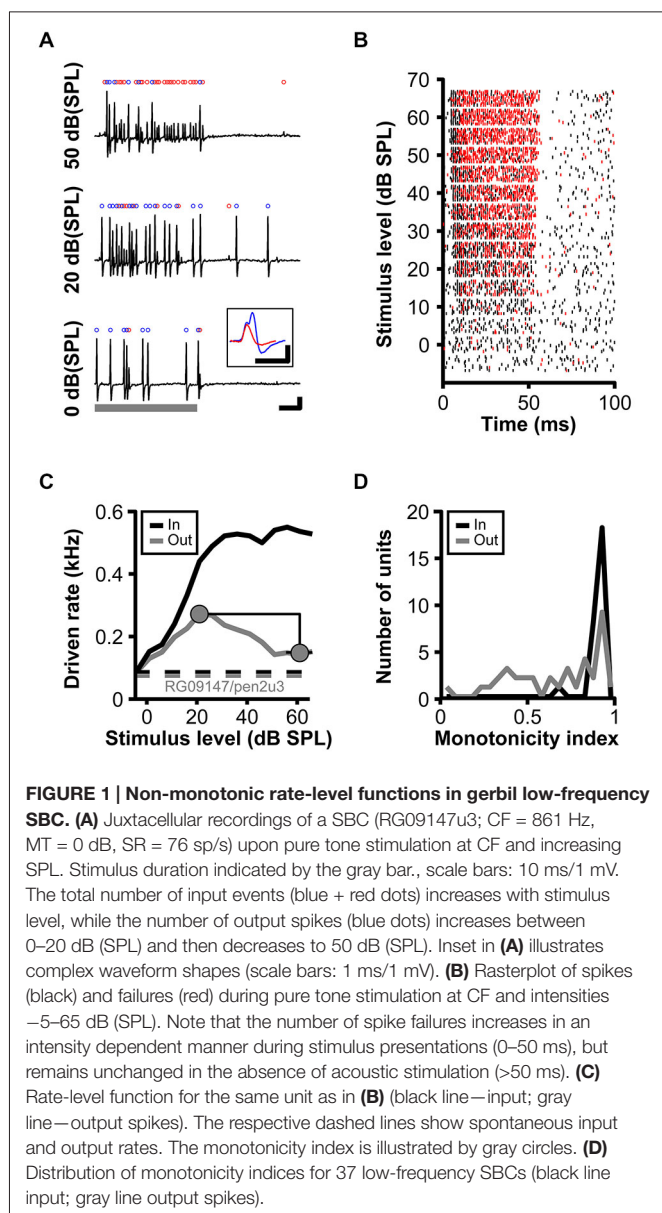 A
50 dB(SPL)
20 dB(SPL)
0 dB(SPL)
B
Stimulus level (dB SPL)
70
60
50
40
30
20
10
0
0
50
100
Time (ms)
C
Driven rate (kHz)
0.6
0.4
0.2
0
In
Out
RG09147/pen2u3
0
20
40
60
Stimulus level (dB SPL)
D
Number of units
20
15
10
5
0
In
Out
0
0.5
1
Monotonicity index
FIGURE 1 | Non-monotonic rate-level functions in gerbil low-frequency
SBC. (A) Juxtacellular recordings of a SBC (RG09147u3; CF = 861 Hz,
MT = 0 dB, SR = 76 sp/s) upon pure tone stimulation at CF and increasing
SPL. Stimulus duration indicated by the gray bar., scale bars: 10 ms/1 mV.
The total number of input events (blue + red dots) increases with stimulus
level, while the number of output spikes (blue dots) increases between
0–20 dB (SPL) and then decreases to 50 dB (SPL). Inset in (A) illustrates
complex waveform shapes (scale bars: 1 ms/1 mV). (B) Rasterplot of spikes
(black) and failures (red) during pure tone stimulation at CF and intensities
−5–65 dB (SPL). Note that the number of spike failures increases in an
intensity dependent manner during stimulus presentations (0–50 ms), but
remains unchanged in the absence of acoustic stimulation (>50 ms). (C)
Rate-level function for the same unit as in (B) (black line—input; gray
line—output spikes). The respective dashed lines show spontaneous input
and output rates. The monotonicity index is illustrated by gray circles. (D)
Distribution of monotonicity indices for 37 low-frequency SBCs (black line
input; gray line output spikes).